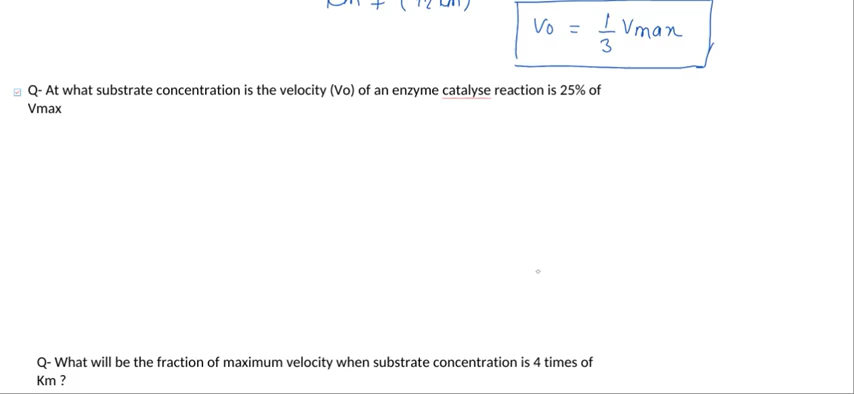 Vo = 1/3 Vmax
Q- At what substrate concentration is the velocity (Vo) of an enzyme catalyse reaction is 25% of
Vmax
Q- What will be the fraction of maximum velocity when substrate concentration is 4 times of
Km ?